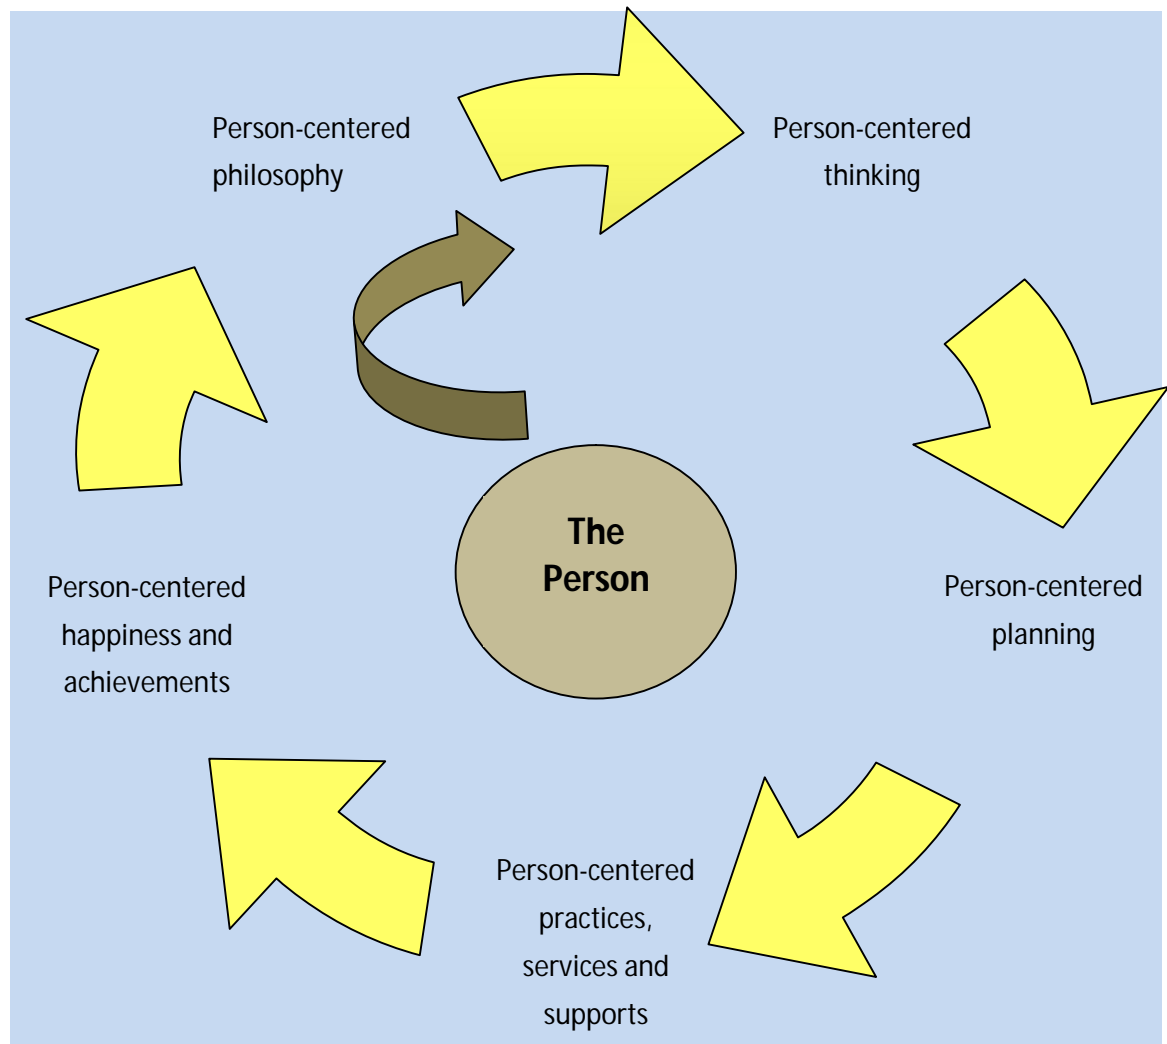 Person-centered
philosophy
Person-centered
thinking
The
Person
Person-centered
happiness and
achievements
Person-centered
planning
Person-centered
practices,
services and
supports